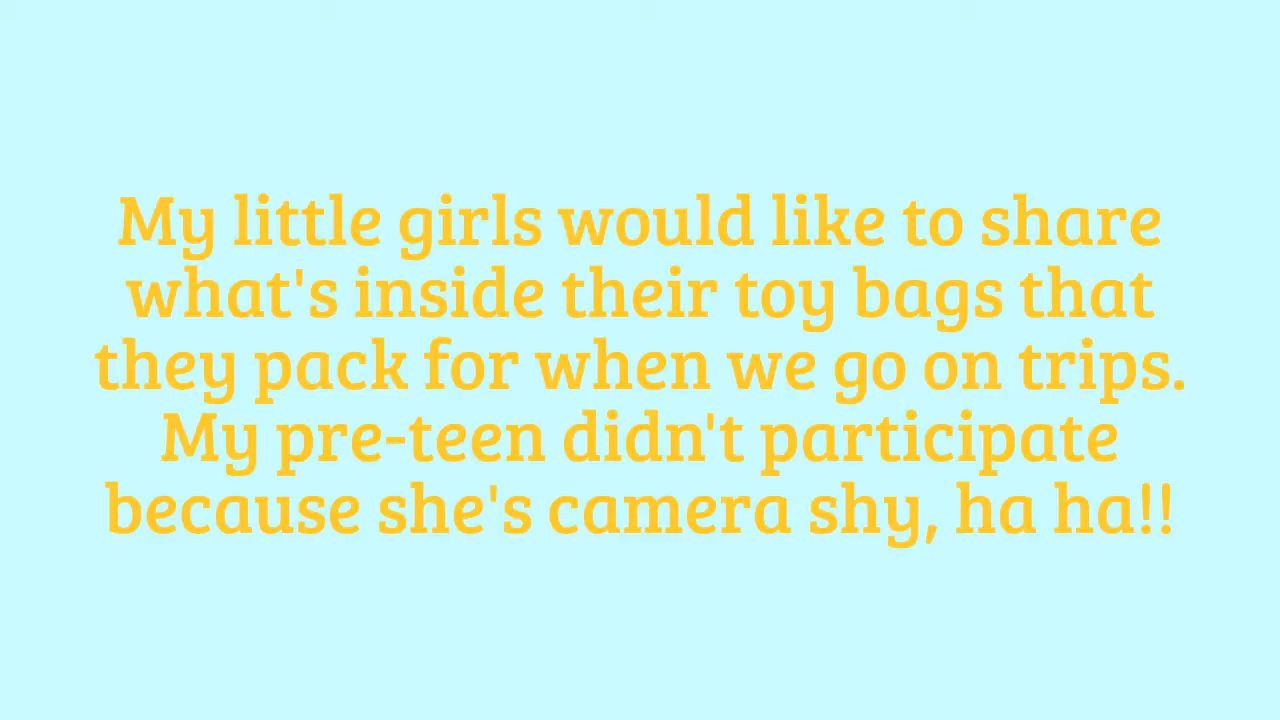 My little girls would like to share
what's inside their toy bags that
they pack for when we go on trips.
My pre-teen didn't participate
because she's camera shy, ha ha!!